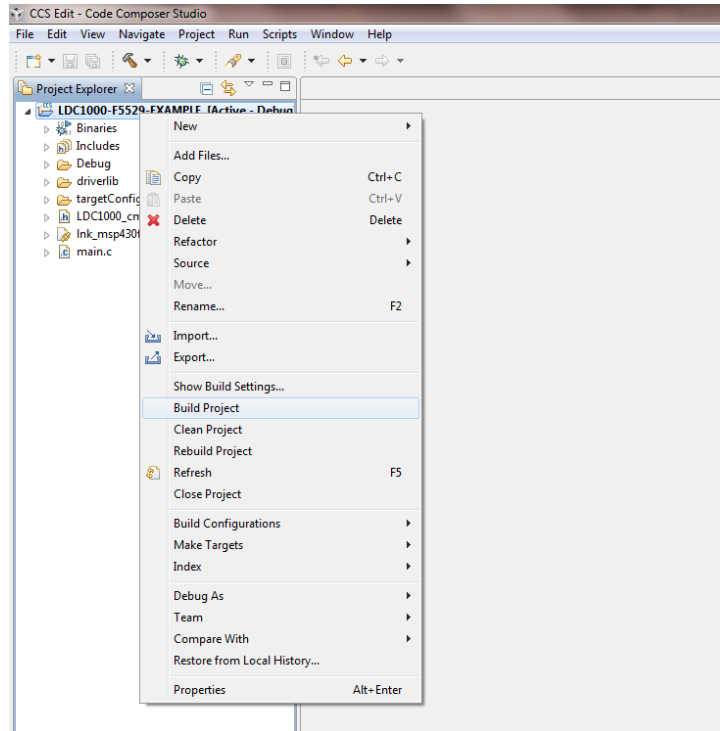 CCS Edit - Code Composer Studio
File Edit View Navigate Project Run Scripts Window Help
Project Explorer
LDC1000-F5529-EXAMPLE [Active - Debug
Binaries
Includes
Debug
driverlib
targetConfig
LDC1000_cm
lnk_msp430f
main.c
New
Add Files...
Copy Ctrl+C
Paste Ctrl+V
Delete Delete
Refactor
Source
Move...
Rename... F2
Import...
Export...
Show Build Settings...
Build Project
Clean Project
Rebuild Project
Refresh F5
Close Project
Build Configurations
Make Targets
Index
Debug As
Team
Compare With
Restore from Local History...
Properties Alt+Enter